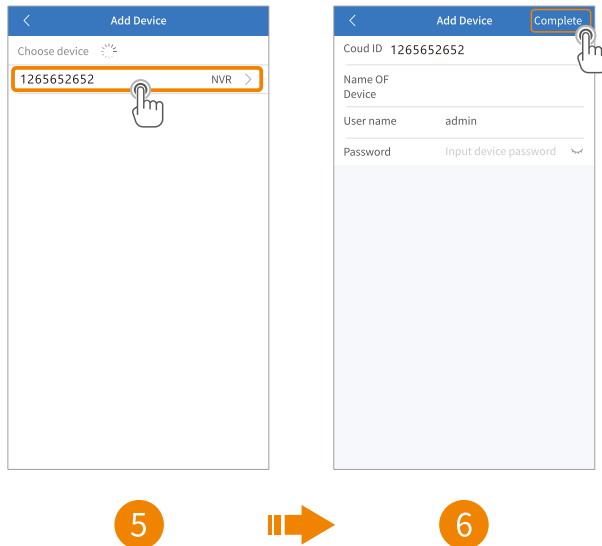 Add Device
Choose device
1265652652 NVR
5
Add Device Complete
Coud ID 1265652652
Name OF
Device
User name admin
Password Input device password
6